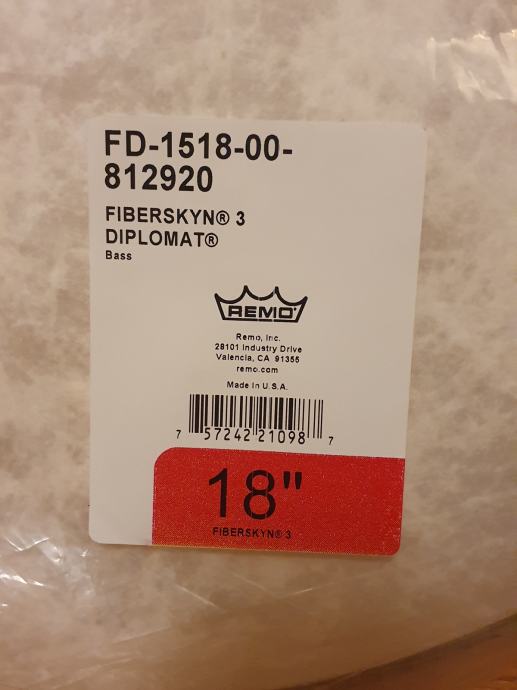 FD-1518-00-
812920
FIBERSKYN® 3
DIPLOMAT®
Bass
REMO
Remo, Inc.
28101 Industry Drive
Valencia, CA 91355
remo.com
Made In U.S.A.
7 57242 21098 7
18"
FIBERSKYN® 3